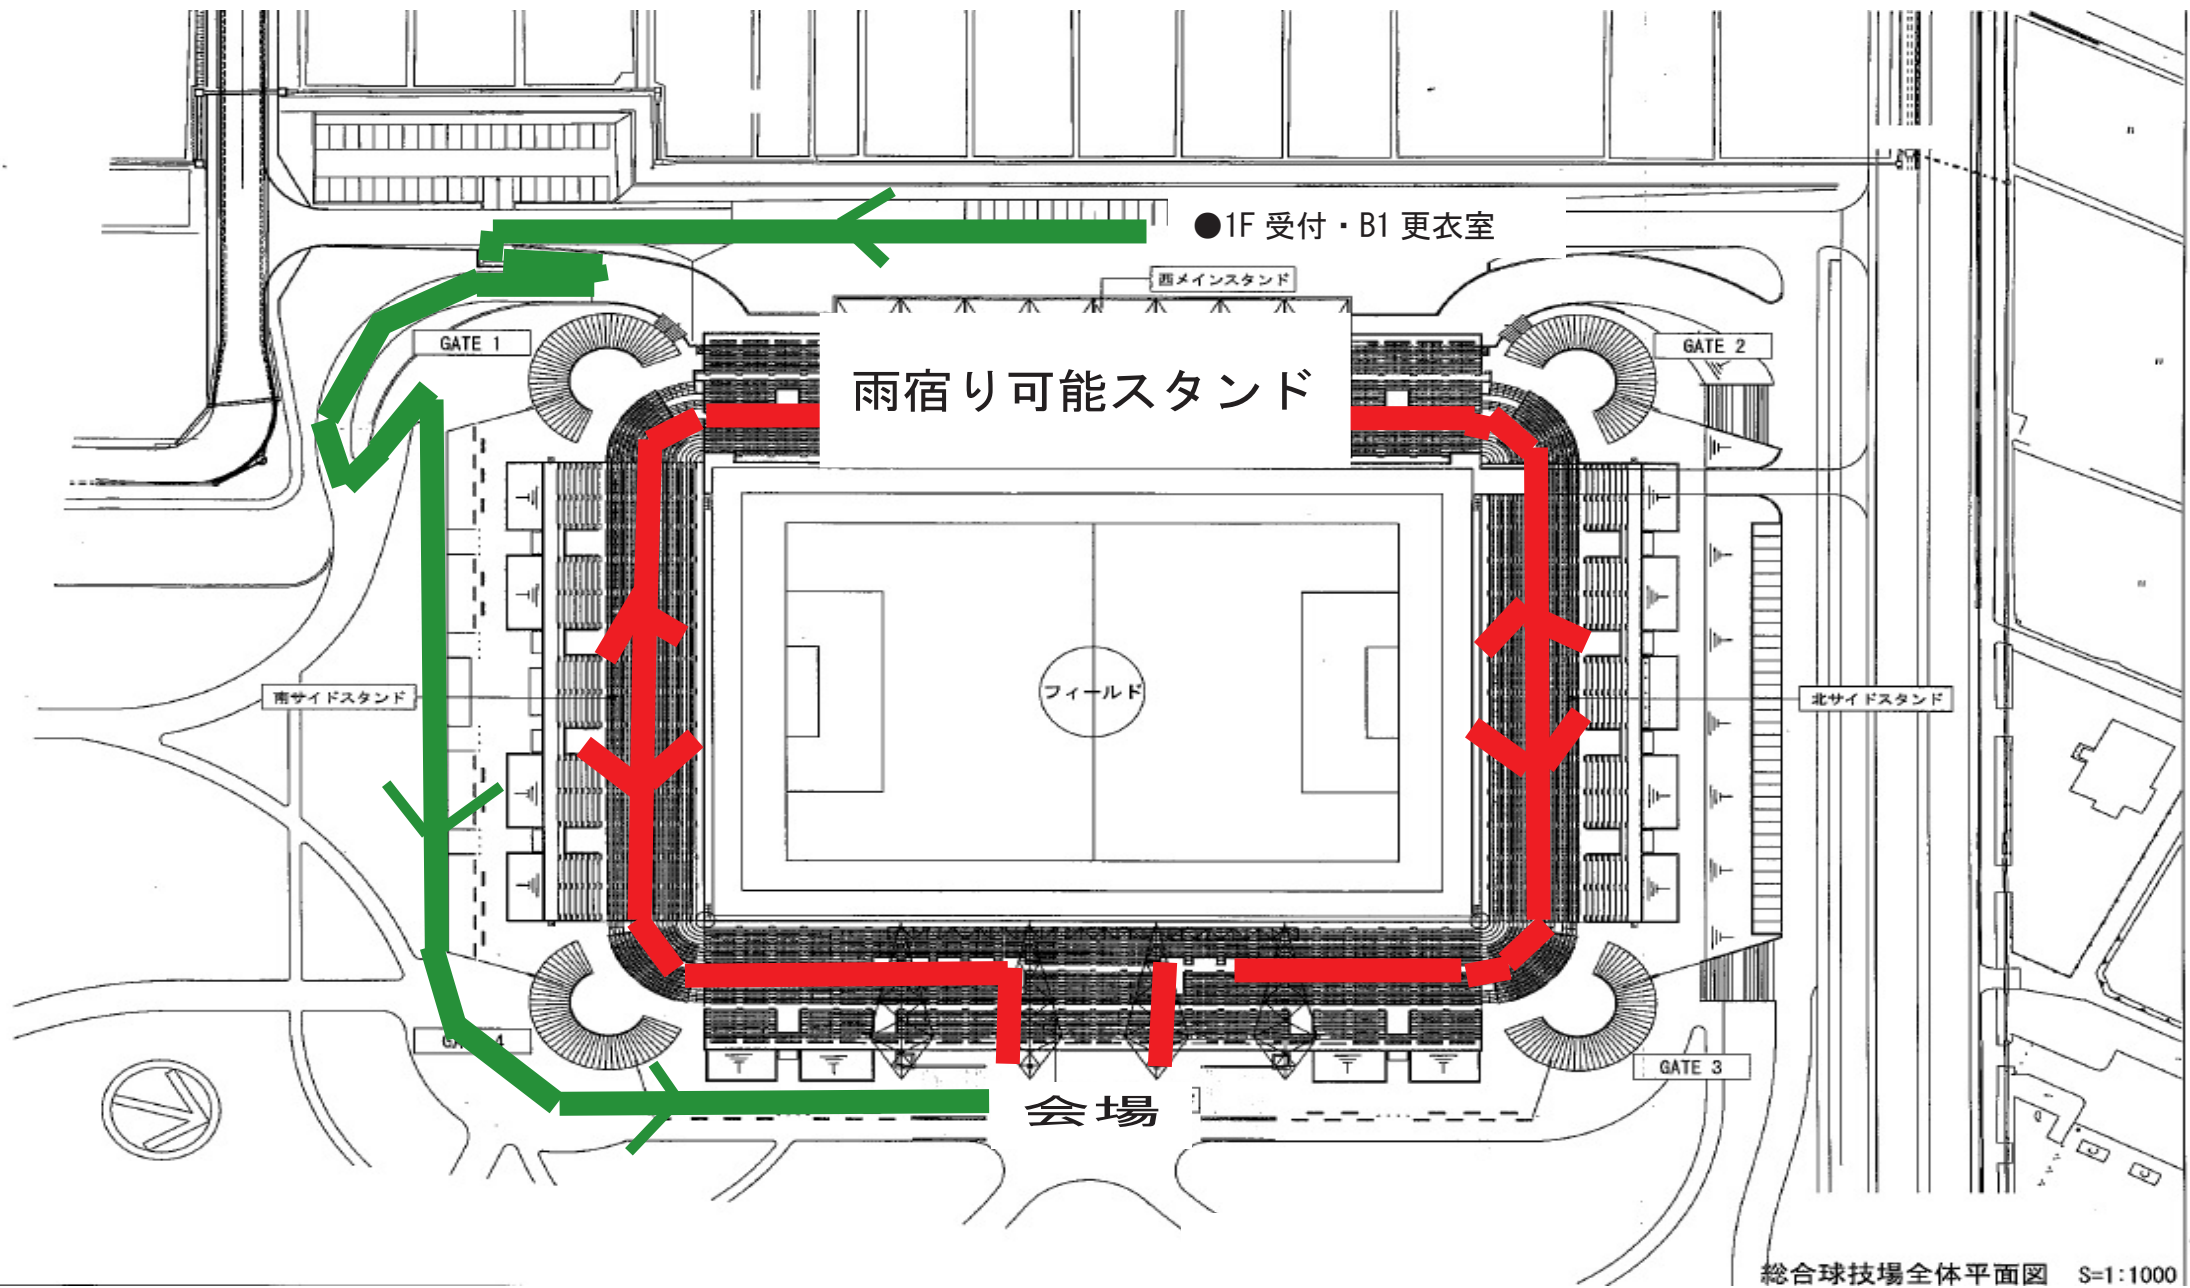 ●1F 受付・B1 更衣室
西メインスタンド
GATE 1
GATE 2
雨宿り可能スタンド
フィールド
南サイドスタンド
北サイドスタンド
GATE 3
会場
総合球技場全体平面図 S=1:1000